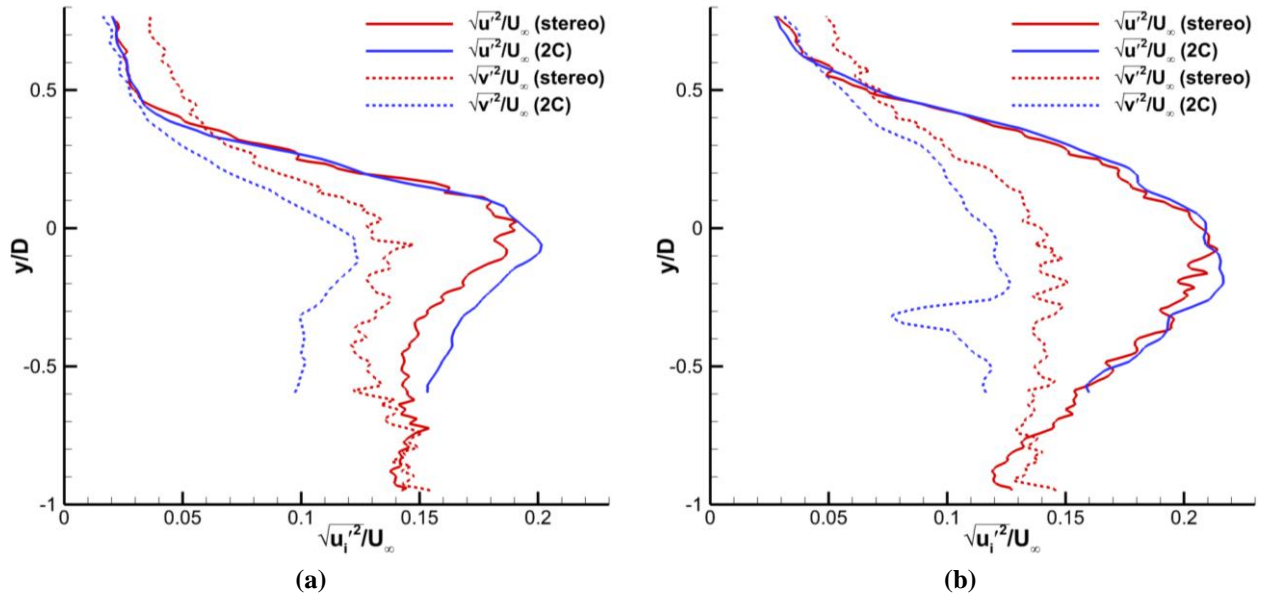 √u'²/U∞ (stereo)
√u'²/U∞ (2C)
√v'²/U∞ (stereo)
√v'²/U∞ (2C)
0.5
0
-0.5
-1
y/D
0 0.05 0.1 0.15 0.2
√uᵢ'²/U∞
(a)
√u'²/U∞ (stereo)
√u'²/U∞ (2C)
√v'²/U∞ (stereo)
√v'²/U∞ (2C)
0.5
0
-0.5
-1
y/D
0 0.05 0.1 0.15 0.2
√uᵢ'²/U∞
(b)